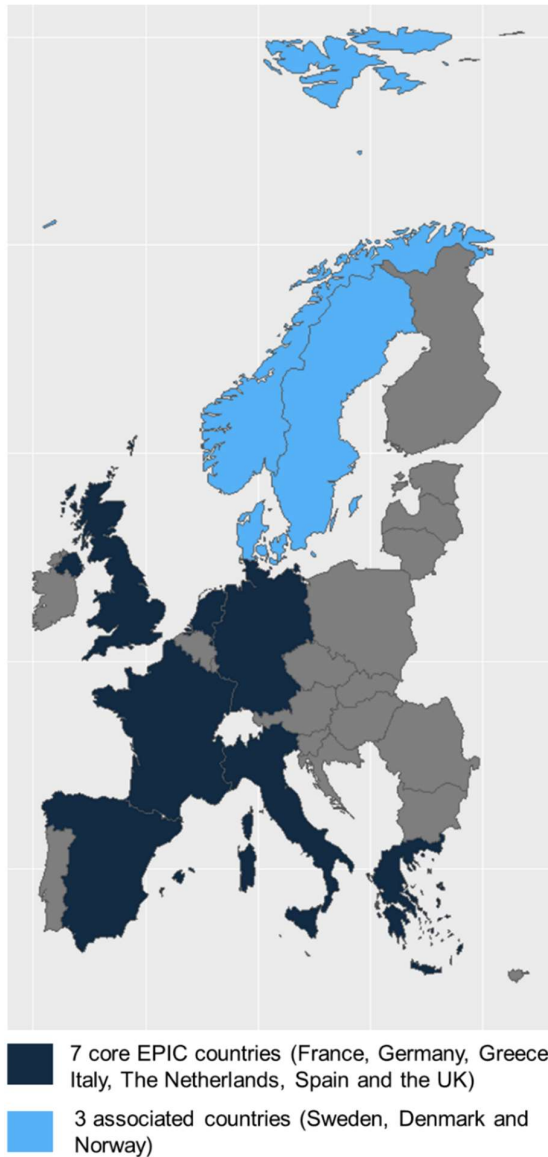 7 core EPIC countries (France, Germany, Greece
Italy, The Netherlands, Spain and the UK)
3 associated countries (Sweden, Denmark and
Norway)